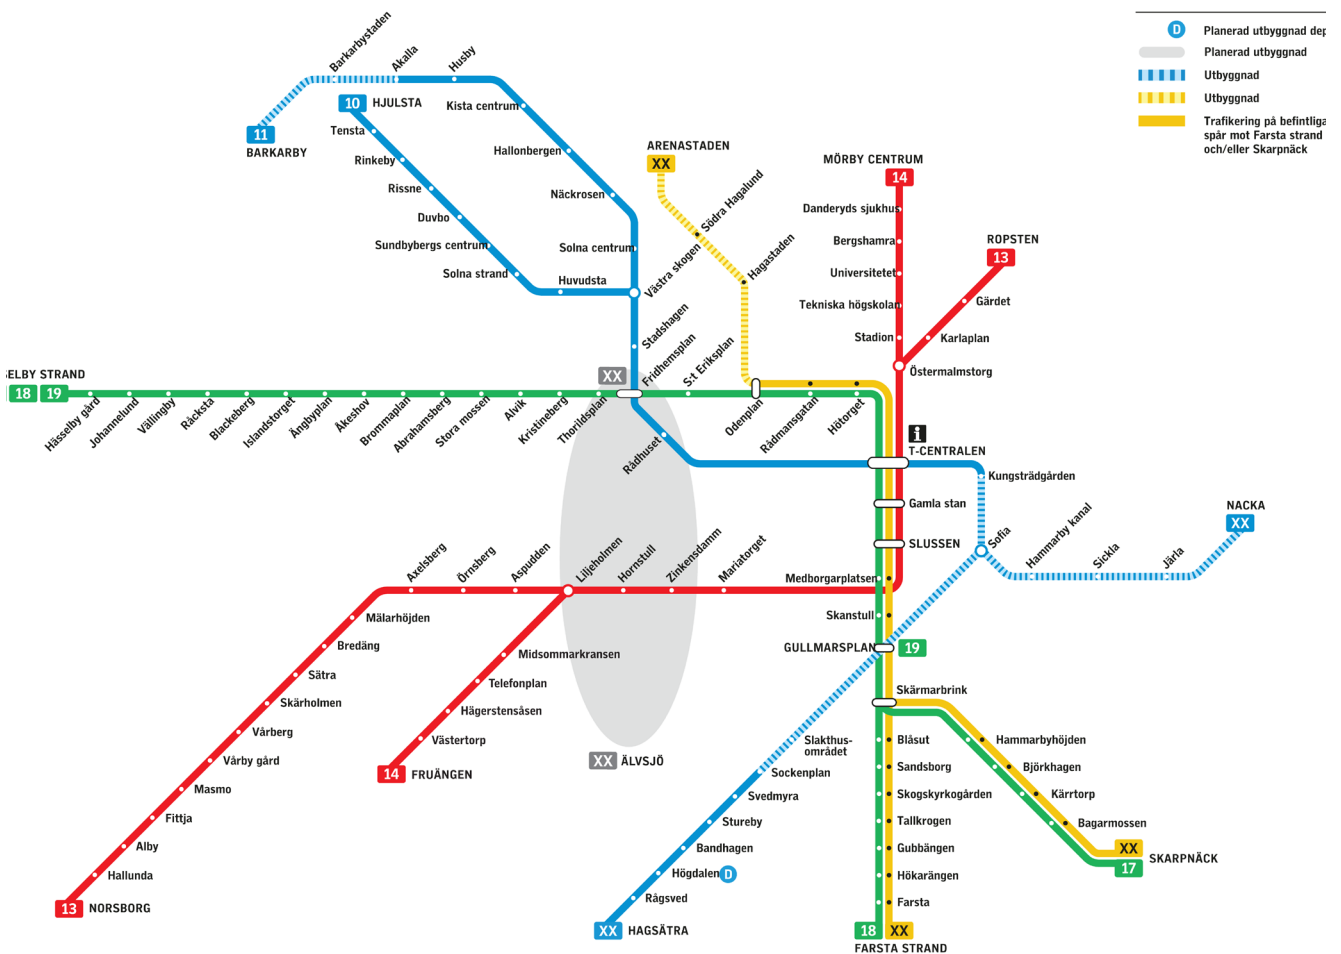 D Planerad utbyggnad dep
Planerad utbyggnad
Utbyggnad
Utbyggnad
Trafikering på befintliga
spår mot Farsta strand
och/eller Skarpnäck
Barkarbystaden
Akalla
Husby
11
BARKARBY
10 HJULSTA
Kista centrum
Tensta
Hallonbergen
Rinkeby
Rissne
Näckrosen
Duvbo
Sundbybergs centrum
Solna centrum
Solna strand
Huvudsta
Västra skogen
Stadshagen
Fridhemsplan
ARENASTADEN
XX
Södra Hagalund
Hagastaden
MÖRBY CENTRUM
14
Danderyds sjukhus
Bergshamra
Universitetet
Tekniska högskolan
Stadion
ROPSTEN
13
Gärdet
Karlaplan
Östermalmstorg
ELBY STRAND
18 19
Hässelby gård
Johannelund
Vällingby
Råcksta
Blackeberg
Islandstorget
Ängbyplan
Åkeshov
Brommaplan
Abrahamsberg
Stora mossen
Alvik
Kristineberg
Thorildsplan
XX
S:t Eriksplan
Odenplan
Rådmansgatan
Hötorget
Rådhuset
i
T-CENTRALEN
Kungsträdgården
Gamla stan
SLUSSEN
Sofia
Hammarby kanal
Sickla
Järla
NACKA
XX
Axelsberg
Örnsberg
Aspudden
Liljeholmen
Hornstull
Zinkensdamm
Mariatorget
Medborgarplatsen
Skanstull
GULLMARSPLAN 19
Skärmarbrink
Mälarhöjden
Bredäng
Sätra
Skärholmen
Vårberg
Vårby gård
Masmo
Fittja
Alby
Hallunda
13 NORSBORG
Midsommarkransen
Telefonplan
Hägerstensåsen
Västertorp
14 FRUÄNGEN
XX ÄLVSJÖ
Slakthus-
området
Sockenplan
Svedmyra
Stureby
Bandhagen
Högdalen D
Rågsved
XX HAGSÄTRA
Blåsut
Sandsborg
Skogskyrkogården
Tallkrogen
Gubbängen
Hökarängen
Farsta
18 XX
FARSTA STRAND
Hammarbyhöjden
Björkhagen
Kärrtorp
Bagarmossen
XX
17
SKARPNÄCK